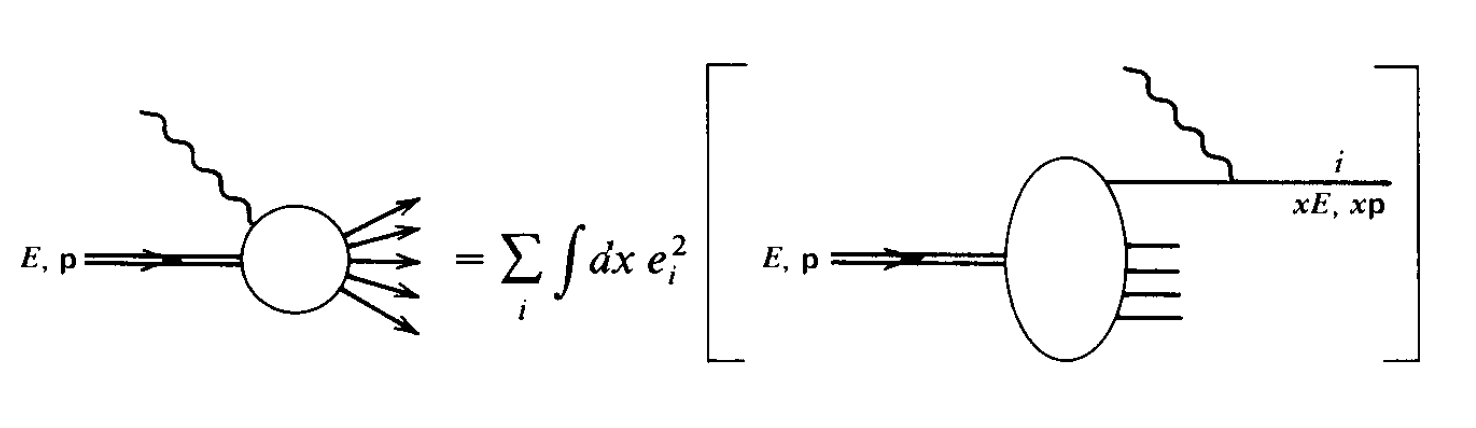 E, p = ∑ i ∫ dx e_i^2 [ E, p i xE, xp ]